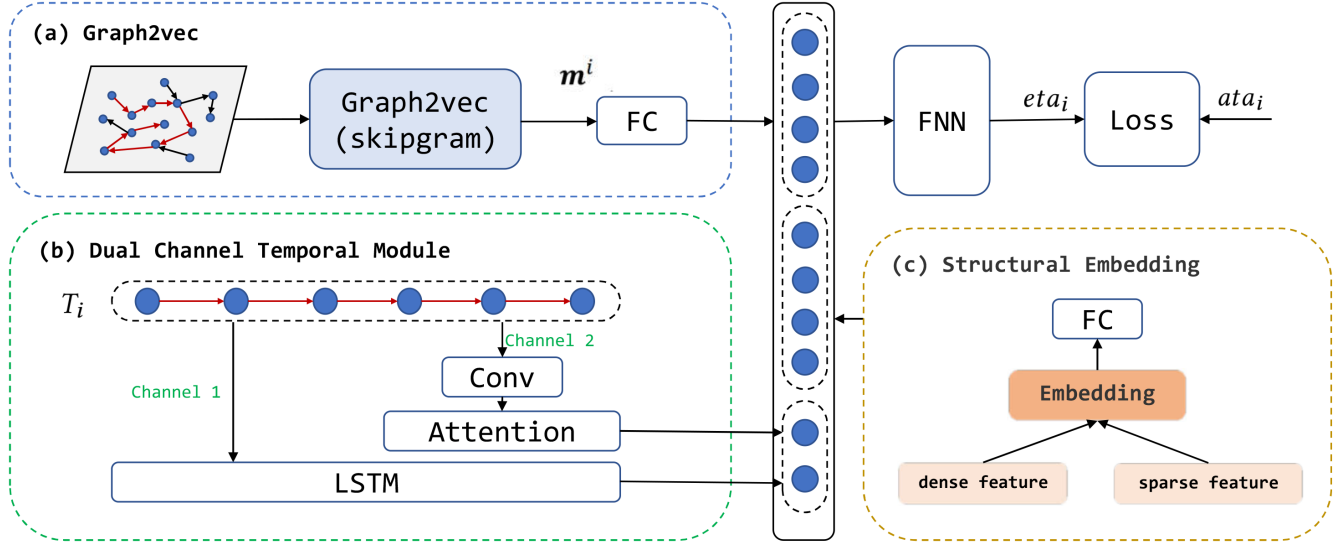 (a) Graph2vec
Graph2vec
(skipgram)
m^i
FC
FNN
eta_i
Loss
ata_i
(b) Dual Channel Temporal Module
T_i
Channel 1
Channel 2
Conv
Attention
LSTM
(c) Structural Embedding
FC
Embedding
dense feature
sparse feature